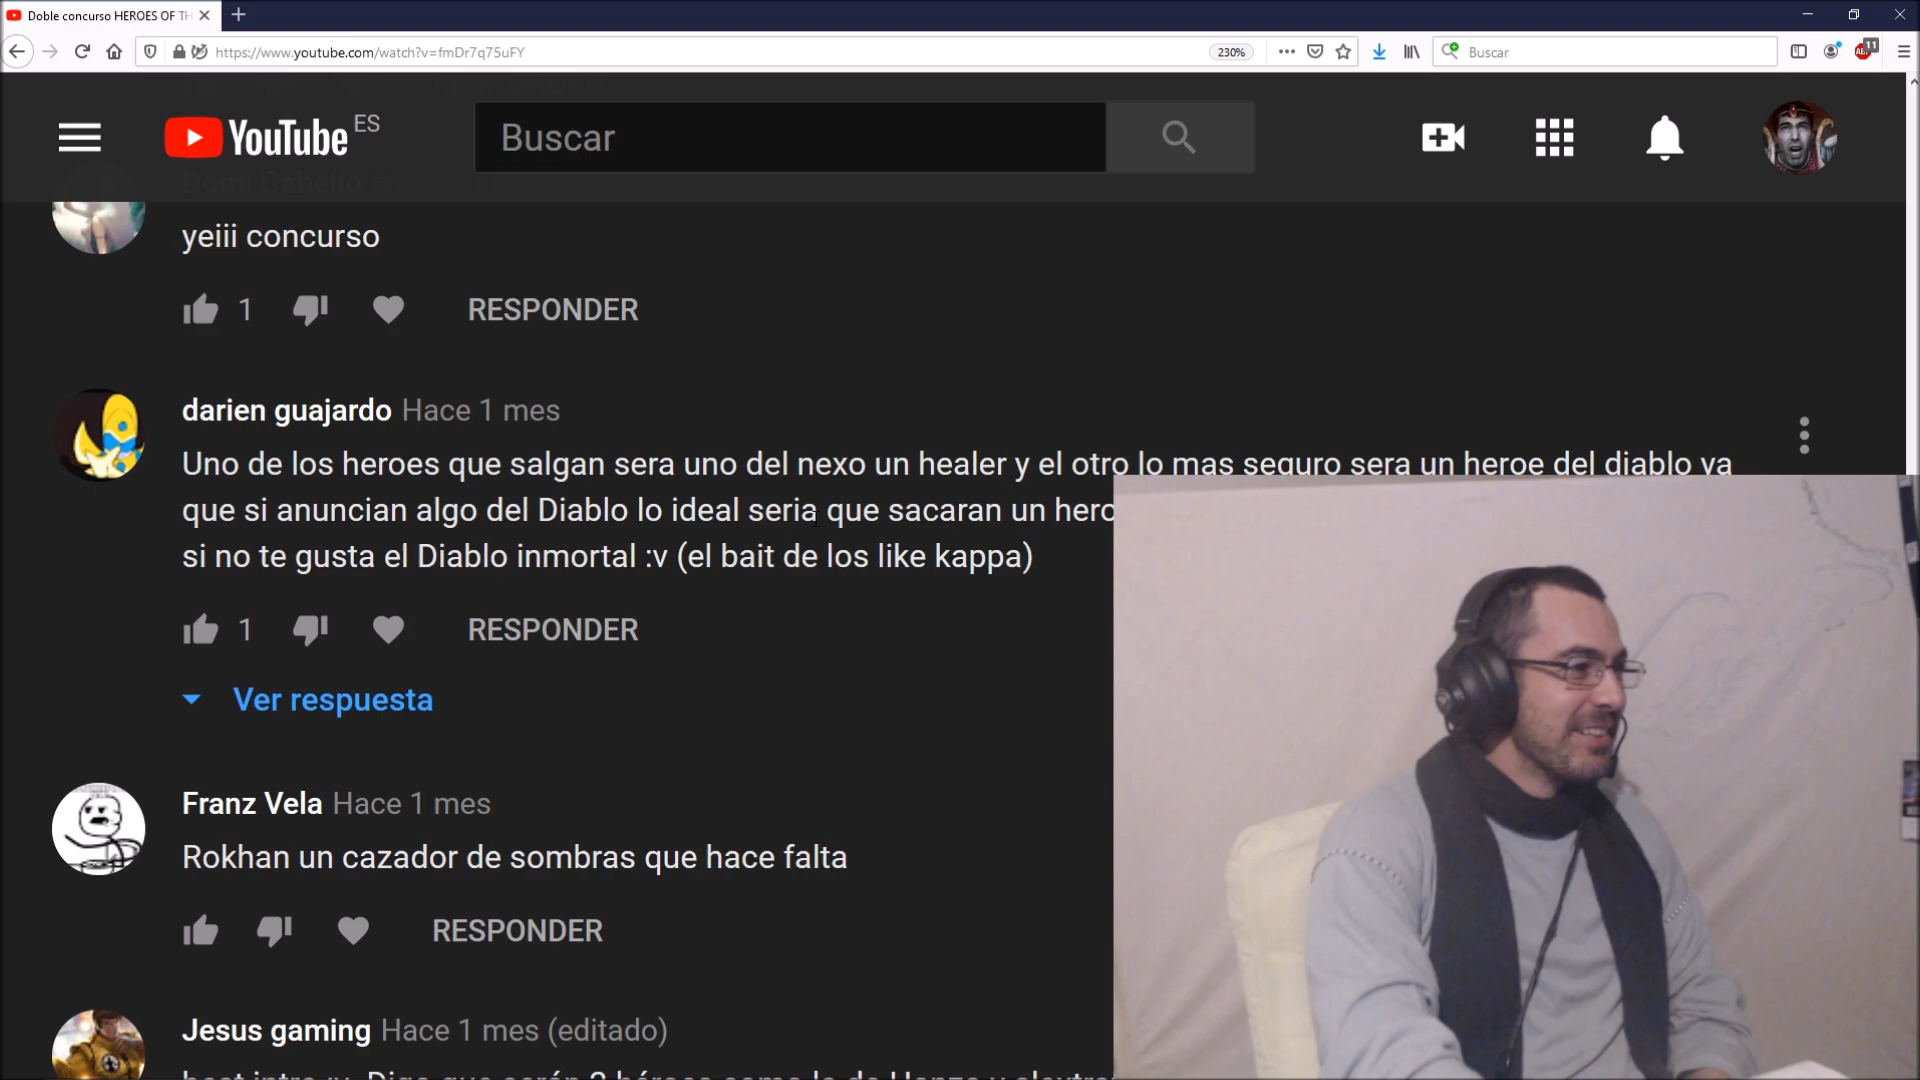 Doble concurso HEROES OF TH
https://www.youtube.com/watch?v=fmDr7q75uFY
230%
Buscar
11
YouTube ES
Buscar
Domi Cabello
yeiii concurso
1 RESPONDER
darien guajardo Hace 1 mes
Uno de los heroes que salgan sera uno del nexo un healer y el otro lo mas seguro sera un heroe del diablo ya
que si anuncian algo del Diablo lo ideal seria que sacaran un hero
si no te gusta el Diablo inmortal :v (el bait de los like kappa)
1 RESPONDER
Ver respuesta
Franz Vela Hace 1 mes
Rokhan un cazador de sombras que hace falta
RESPONDER
Jesus gaming Hace 1 mes (editado)